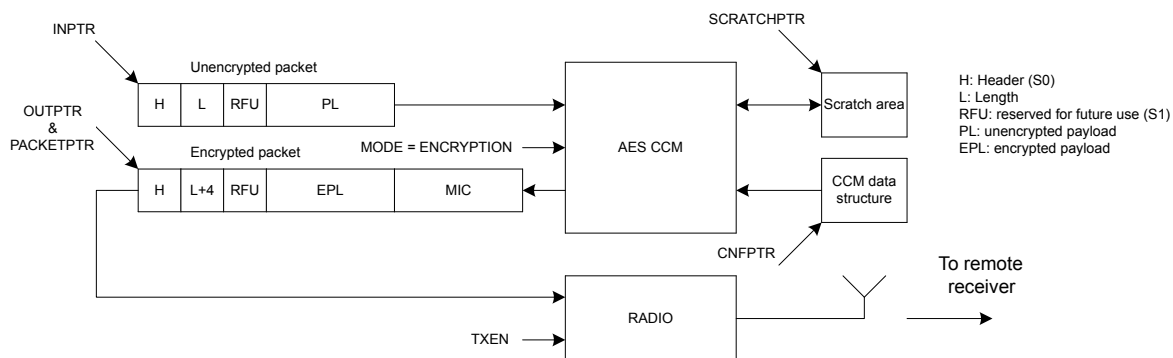 SCRATCHPTR
INPTR
Unencrypted packet
H L RFU PL
Scratch area
H: Header (S0)
L: Length
RFU: reserved for future use (S1)
PL: unencrypted payload
EPL: encrypted payload
OUTPTR
&
PACKETPTR
MODE = ENCRYPTION
AES CCM
Encrypted packet
H L+4 RFU EPL MIC
CCM data
structure
CNFPTR
To remote
receiver
RADIO
TXEN